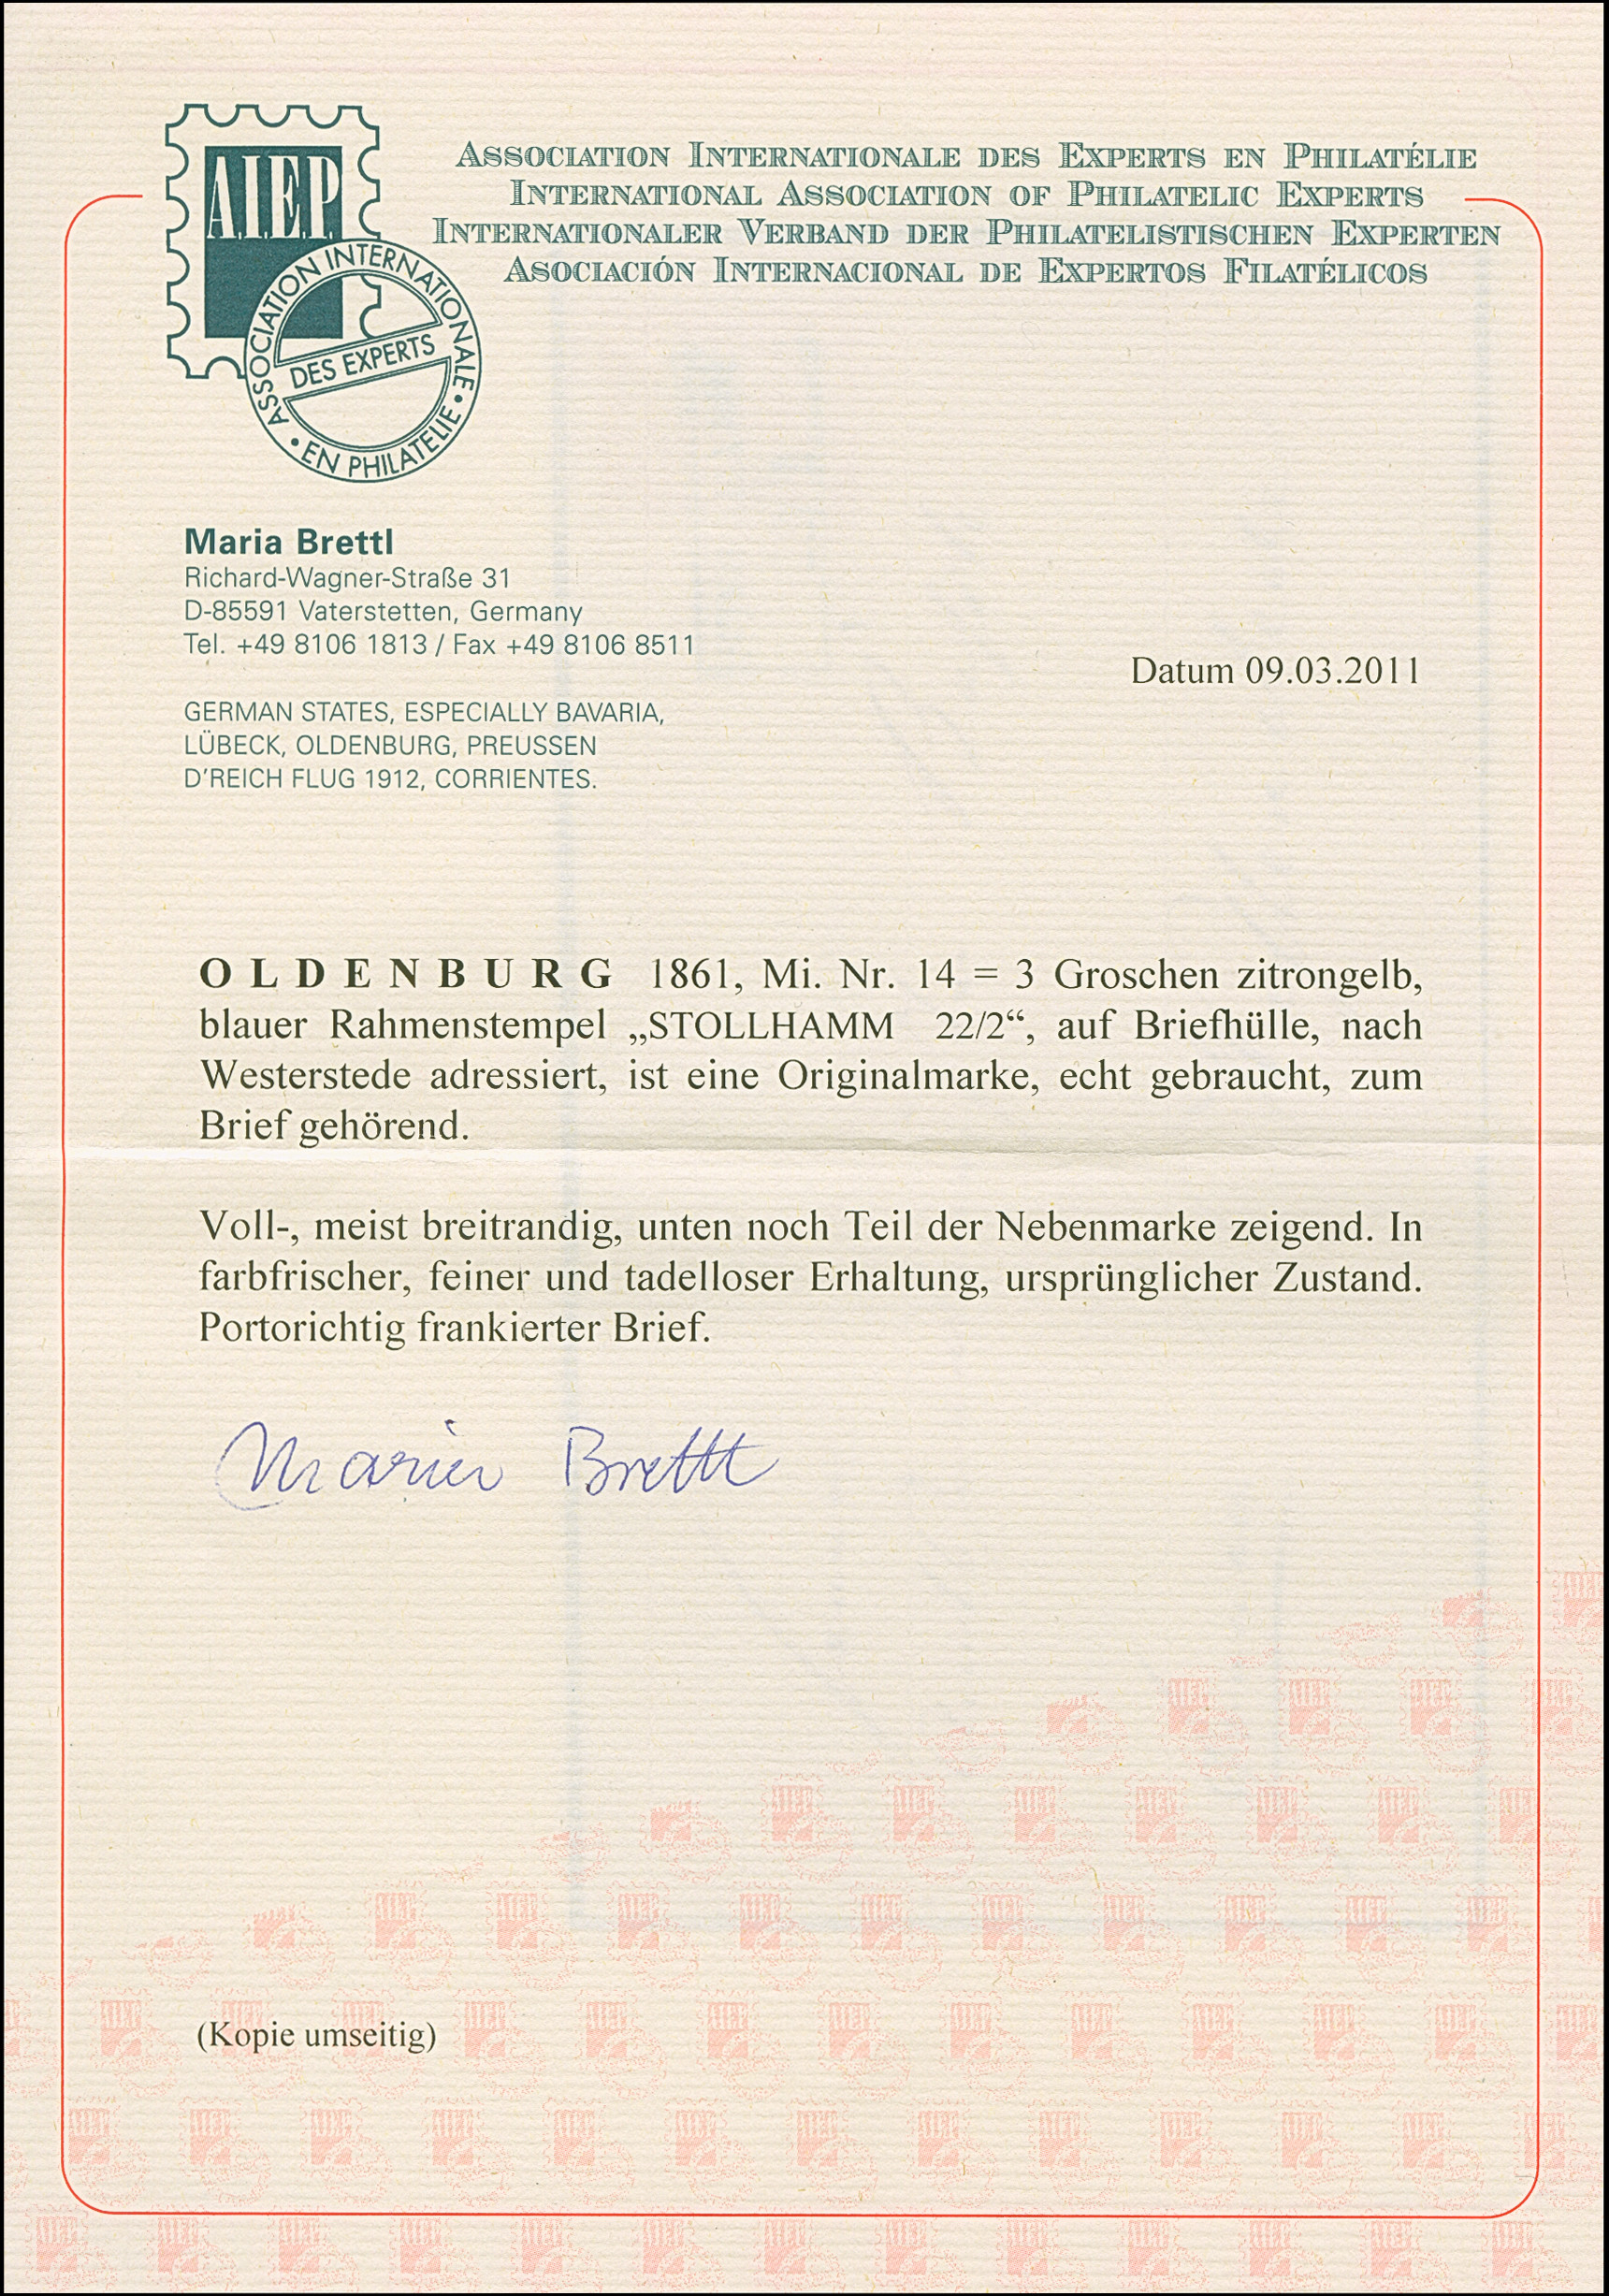 A.I.E.P.
ASSOCIATION INTERNATIONALE
DES EXPERTS
• EN PHILATELIE •
ASSOCIATION INTERNATIONALE DES EXPERTS EN PHILATÉLIE
INTERNATIONAL ASSOCIATION OF PHILATELIC EXPERTS
INTERNATIONALER VERBAND DER PHILATELISTISCHEN EXPERTEN
ASOCIACIÓN INTERNACIONAL DE EXPERTOS FILATÉLICOS
Maria Brettl
Richard-Wagner-Straße 31
D-85591 Vaterstetten, Germany
Tel. +49 8106 1813 / Fax +49 8106 8511
Datum 09.03.2011
GERMAN STATES, ESPECIALLY BAVARIA,
LÜBECK, OLDENBURG, PREUSSEN
D'REICH FLUG 1912, CORRIENTES.
O L D E N B U R G 1861, Mi. Nr. 14 = 3 Groschen zitrongelb,
blauer Rahmenstempel „STOLLHAMM 22/2“, auf Briefhülle, nach
Westerstede adressiert, ist eine Originalmarke, echt gebraucht, zum
Brief gehörend.
Voll-, meist breitrandig, unten noch Teil der Nebenmarke zeigend. In
farbfrischer, feiner und tadelloser Erhaltung, ursprünglicher Zustand.
Portorichtig frankierter Brief.
Maria Brettl
(Kopie umseitig)